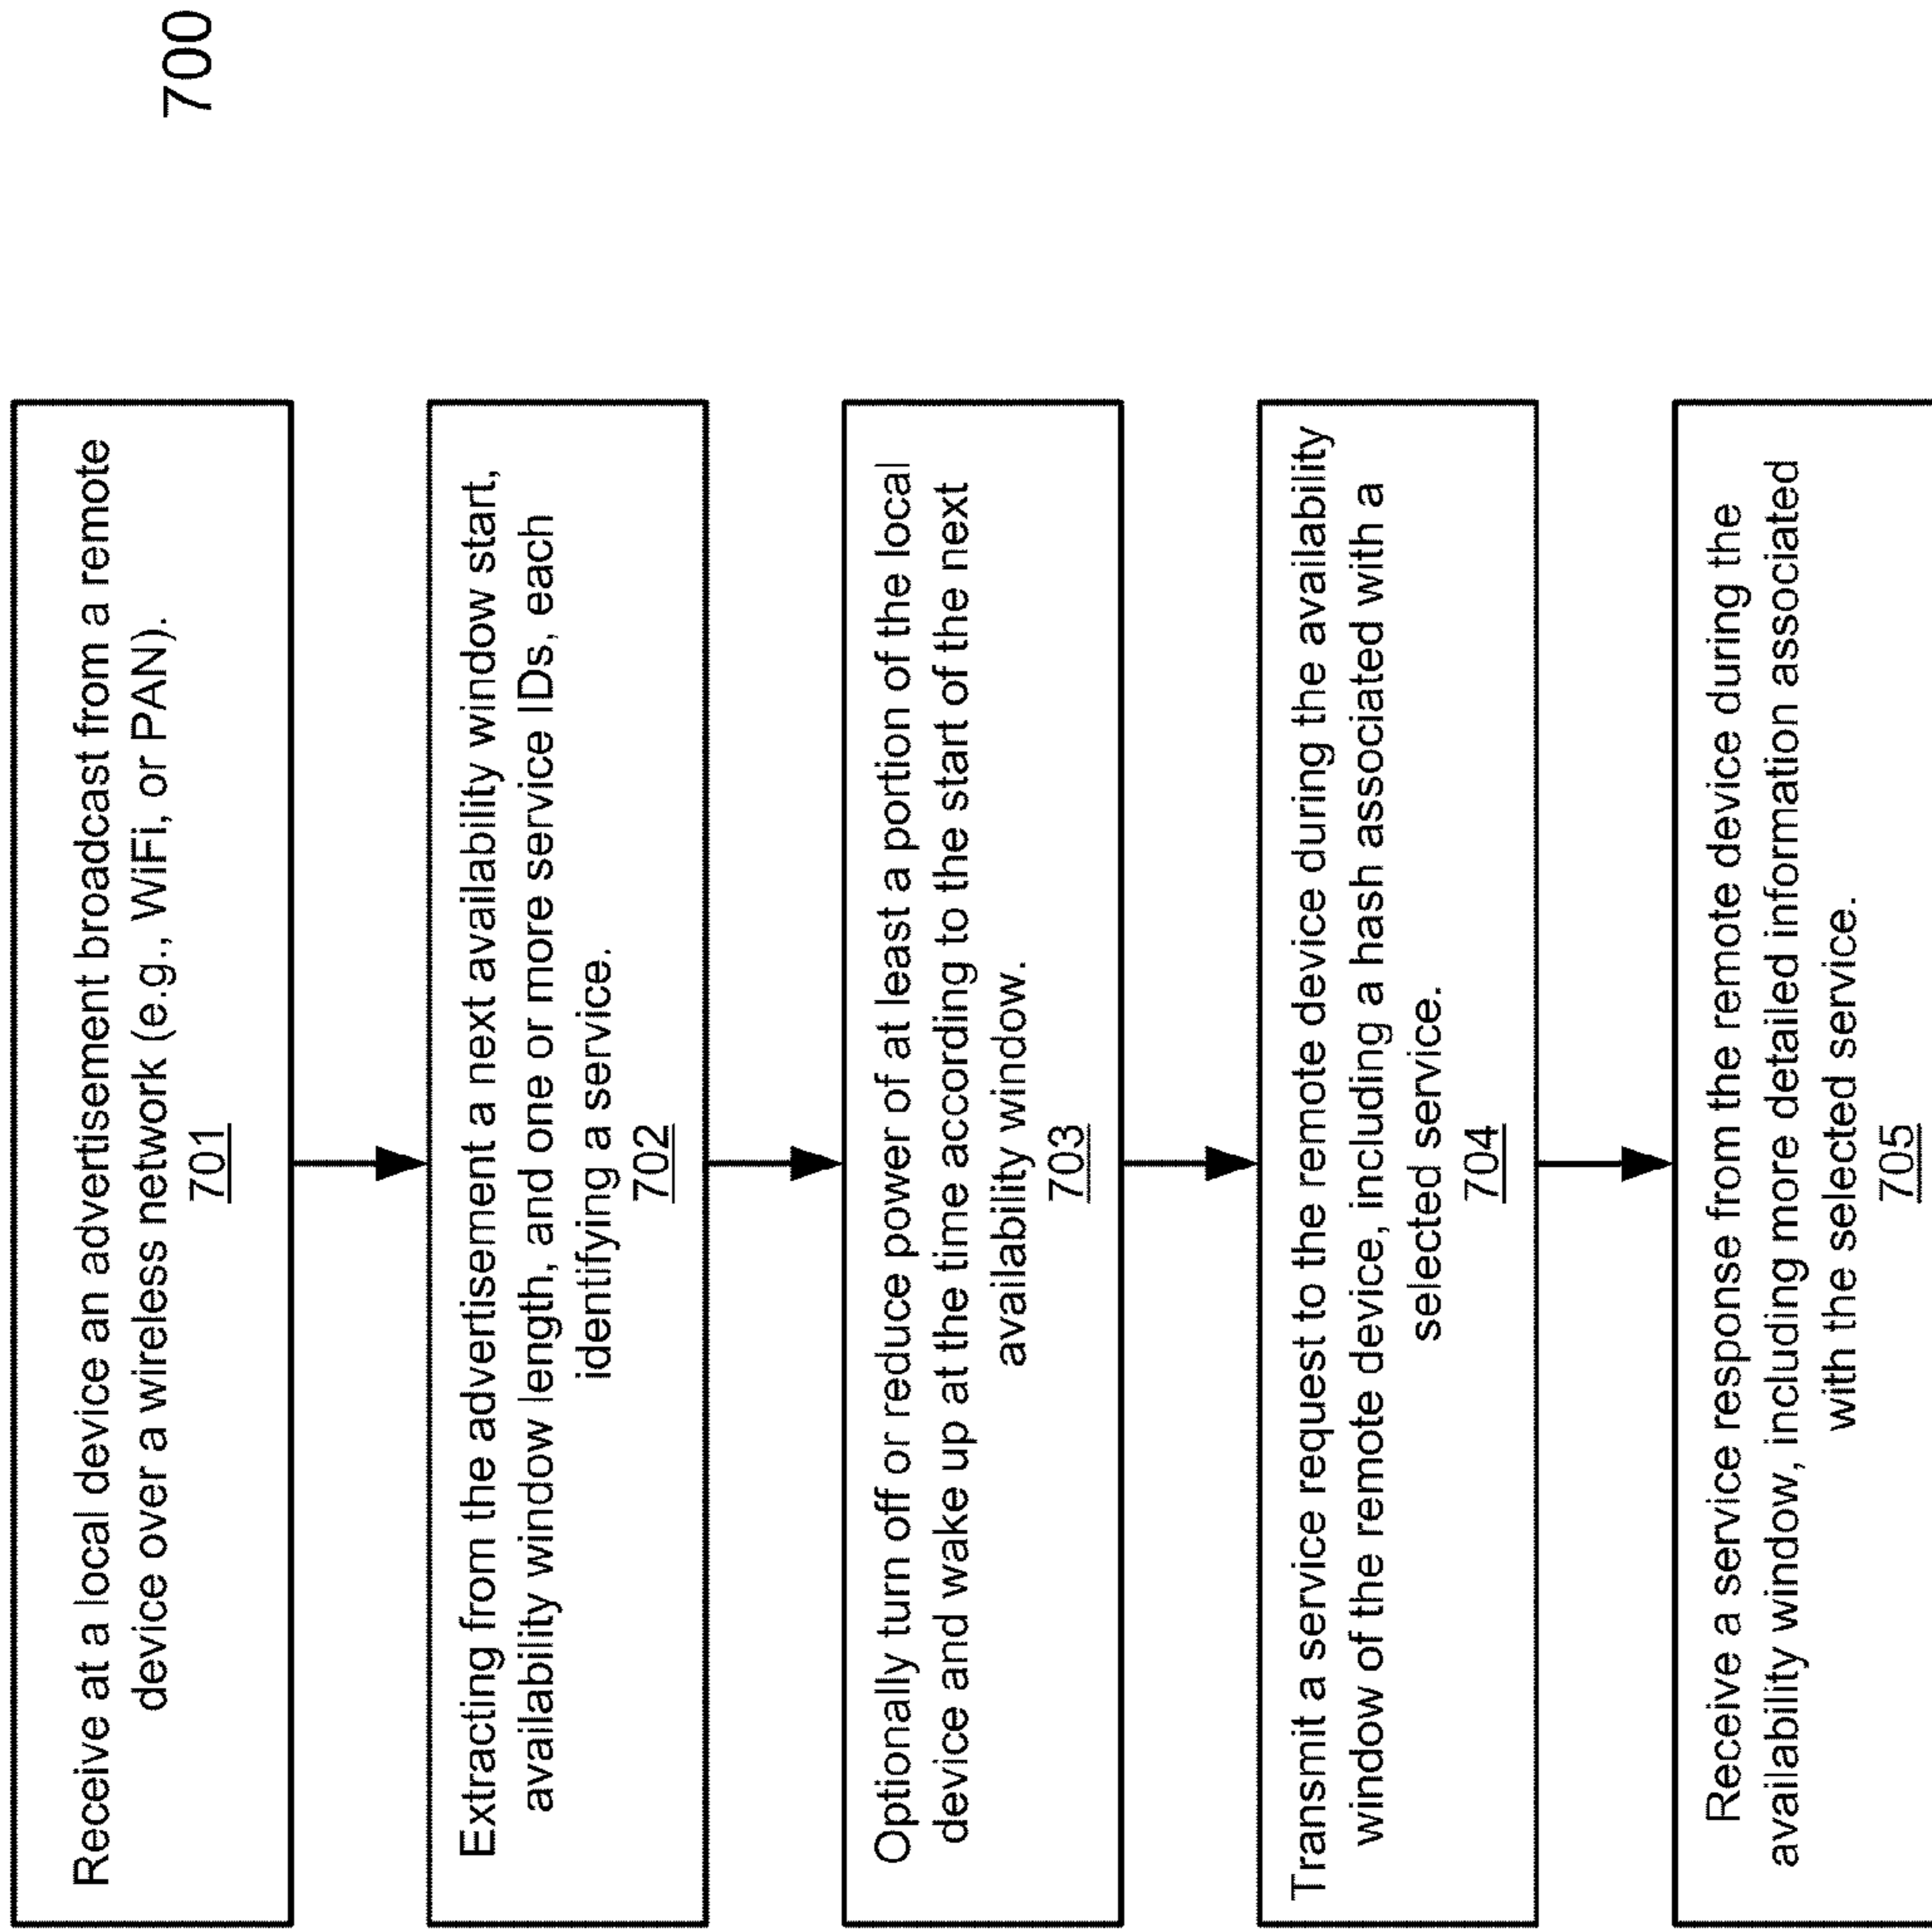 700
Receive at a local device an advertisement broadcast from a remote
device over a wireless network (e.g., WiFi, or PAN).
701
Extracting from the advertisement a next availability window start,
availability window length, and one or more service IDs, each
identifying a service.
702
Optionally turn off or reduce power of at least a portion of the local
device and wake up at the time according to the start of the next
availability window.
703
Transmit a service request to the remote device during the availability
window of the remote device, including a hash associated with a
selected service.
704
Receive a service response from the remote device during the
availability window, including more detailed information associated
with the selected service.
705